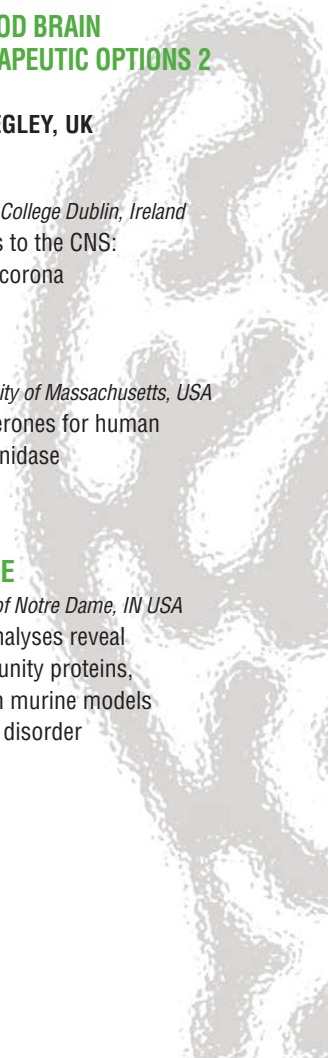 OD BRAIN
APEUTIC OPTIONS 2
EGLEY, UK
College Dublin, Ireland
s to the CNS:
corona
ity of Massachusetts, USA
erones for human
nidase
E
of Notre Dame, IN USA
nalyses reveal
unity proteins,
n murine models
disorder